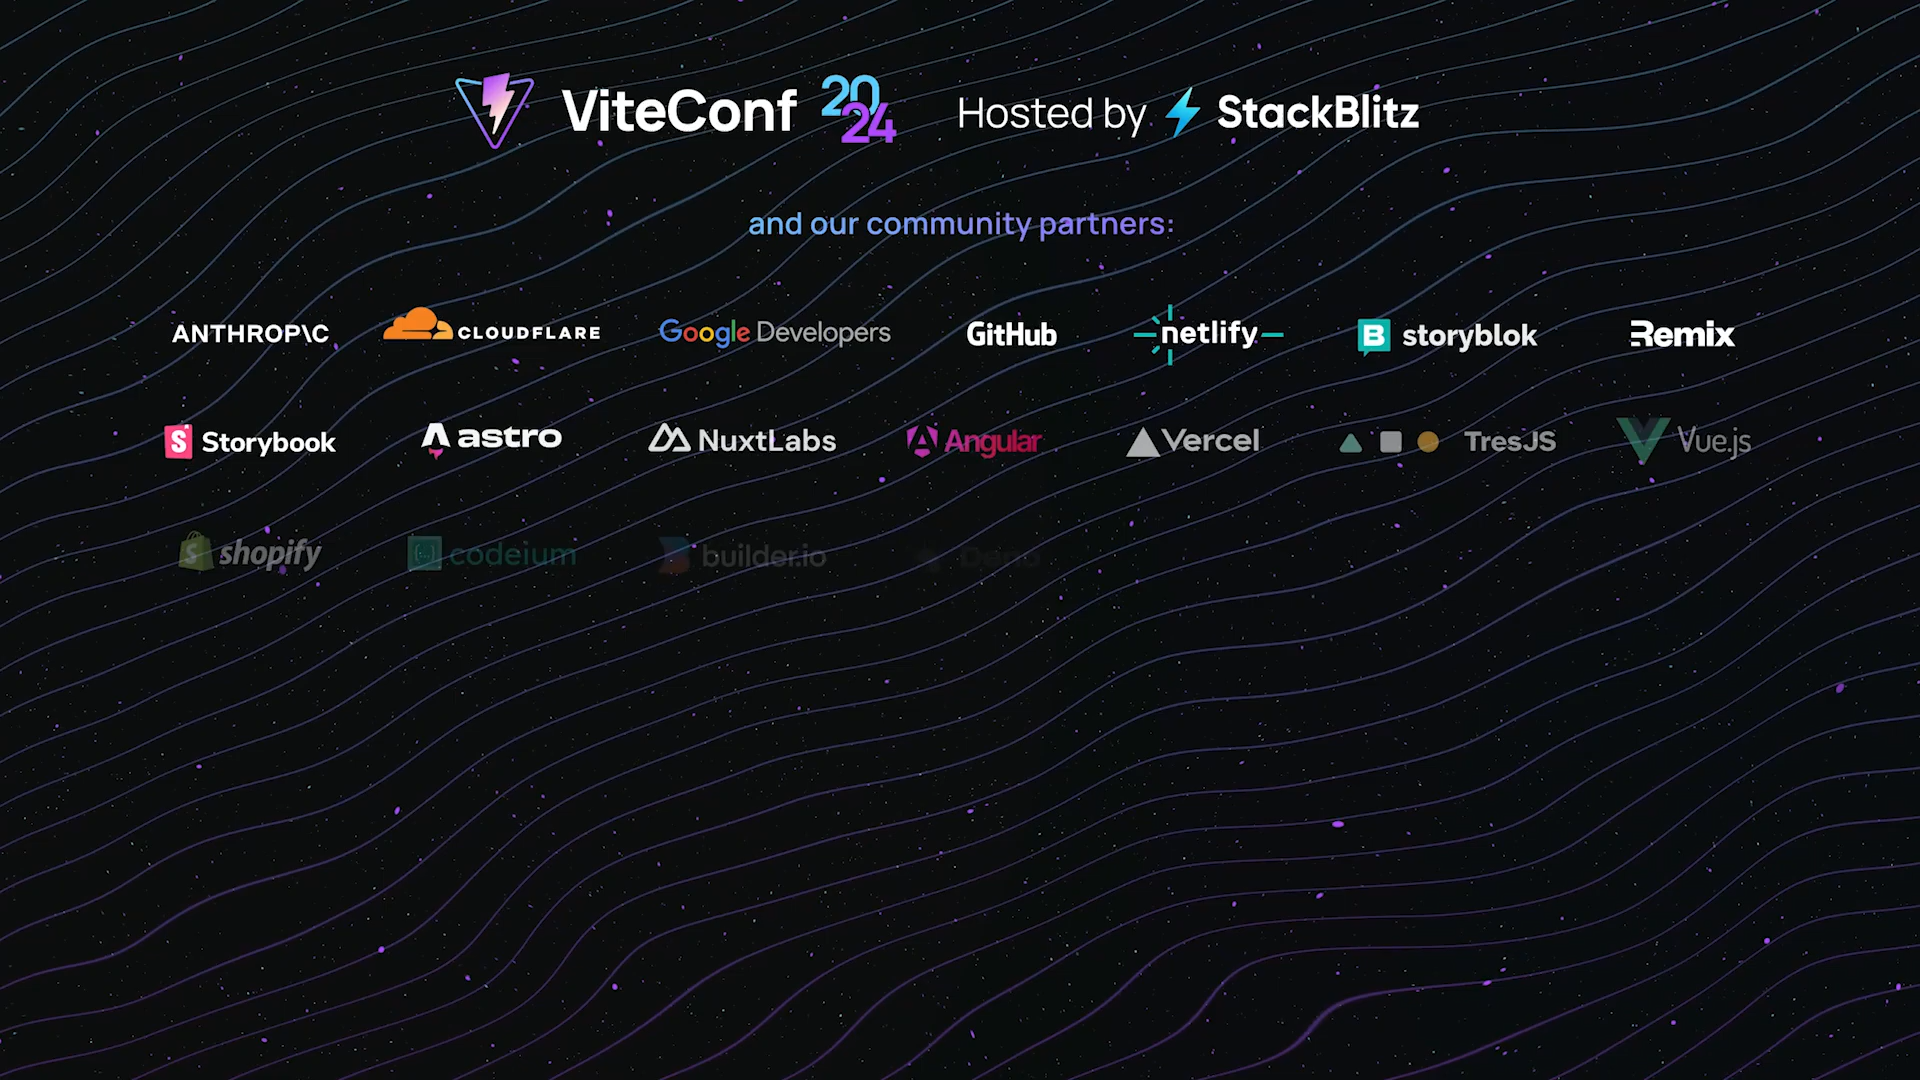 ViteConf 2024 Hosted by StackBlitz
and our community partners:
ANTHROP\C CLOUDFLARE Google Developers GitHub netlify storyblok Remix
S Storybook astro NuxtLabs Angular Vercel TresJS Vue.js
shopify codeium builder.io Deno